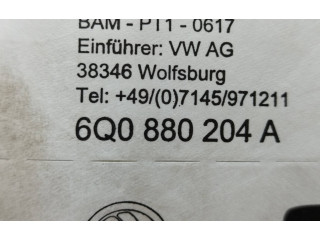 BAM - PT1 - 0617
Einführer: VW AG
38346 Wolfsburg
Tel: +49/(0)7145/971211
6Q0 880 204 A